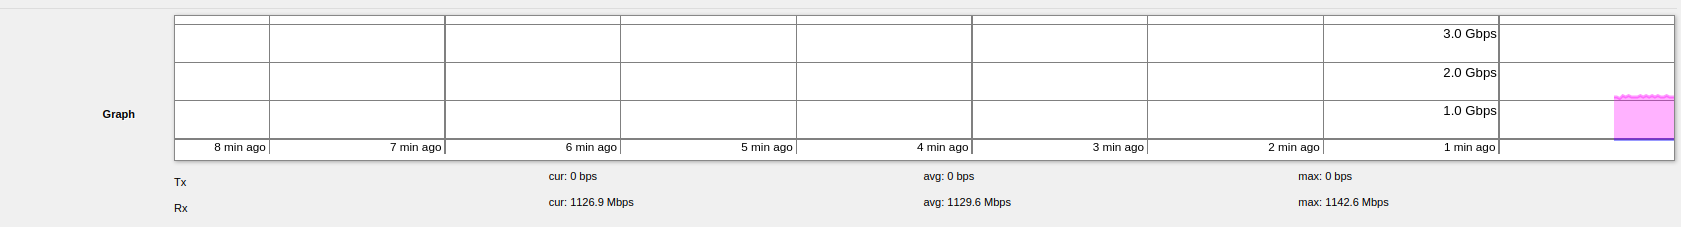 3.0 Gbps
2.0 Gbps
Graph
1.0 Gbps
8 min ago 7 min ago 6 min ago 5 min ago 4 min ago 3 min ago 2 min ago 1 min ago
Tx cur: 0 bps avg: 0 bps max: 0 bps
Rx cur: 1126.9 Mbps avg: 1129.6 Mbps max: 1142.6 Mbps